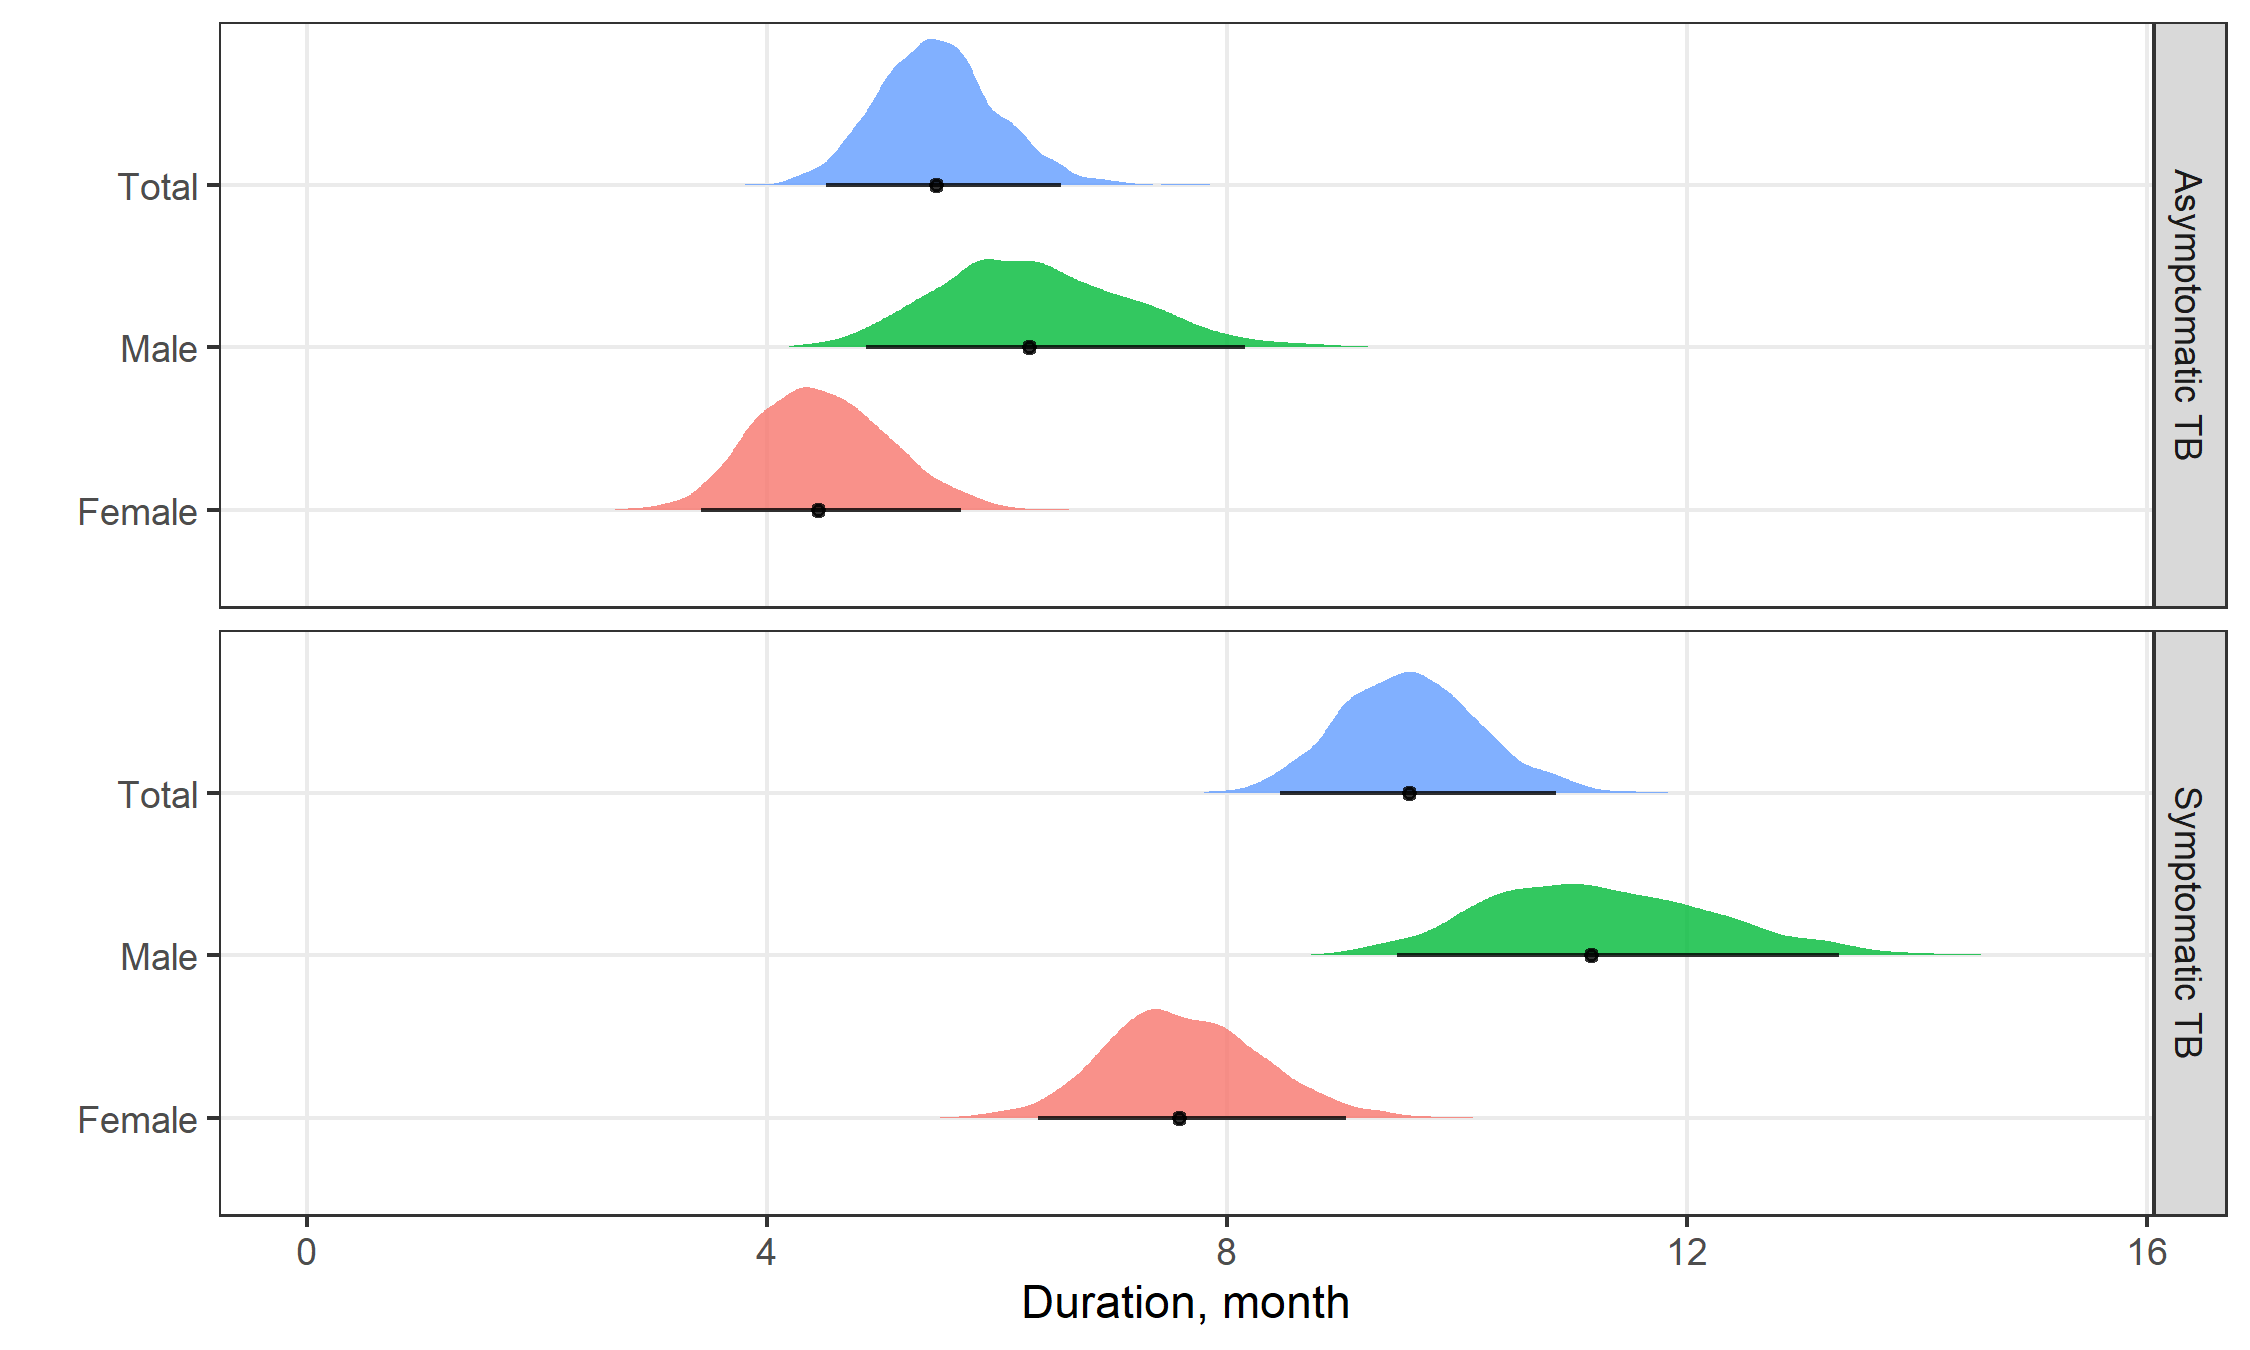 Total
Male
Female
Asymptomatic TB
Total
Male
Female
Symptomatic TB
0 4 8 12 16
Duration, month